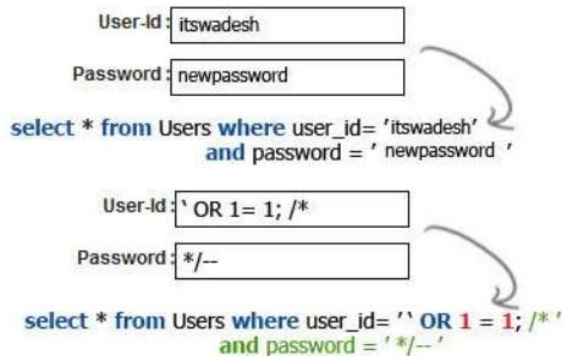 User-Id : itswadesh
Password : newpassword
select * from Users where user_id= 'itswadesh'
and password = ' newpassword '
User-Id : ` OR 1= 1; /*
Password : */--
select * from Users where user_id= '` OR 1 = 1; /* '
and password = ' */-- '